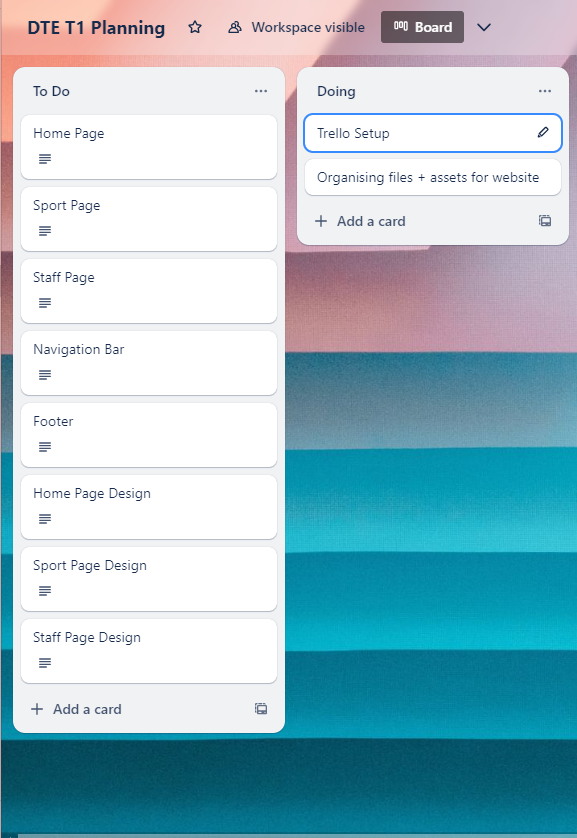 DTE T1 Planning
Workspace visible
Board
To Do
Home Page
Sport Page
Staff Page
Navigation Bar
Footer
Home Page Design
Sport Page Design
Staff Page Design
Add a card
Doing
Trello Setup
Organising files + assets for website
Add a card